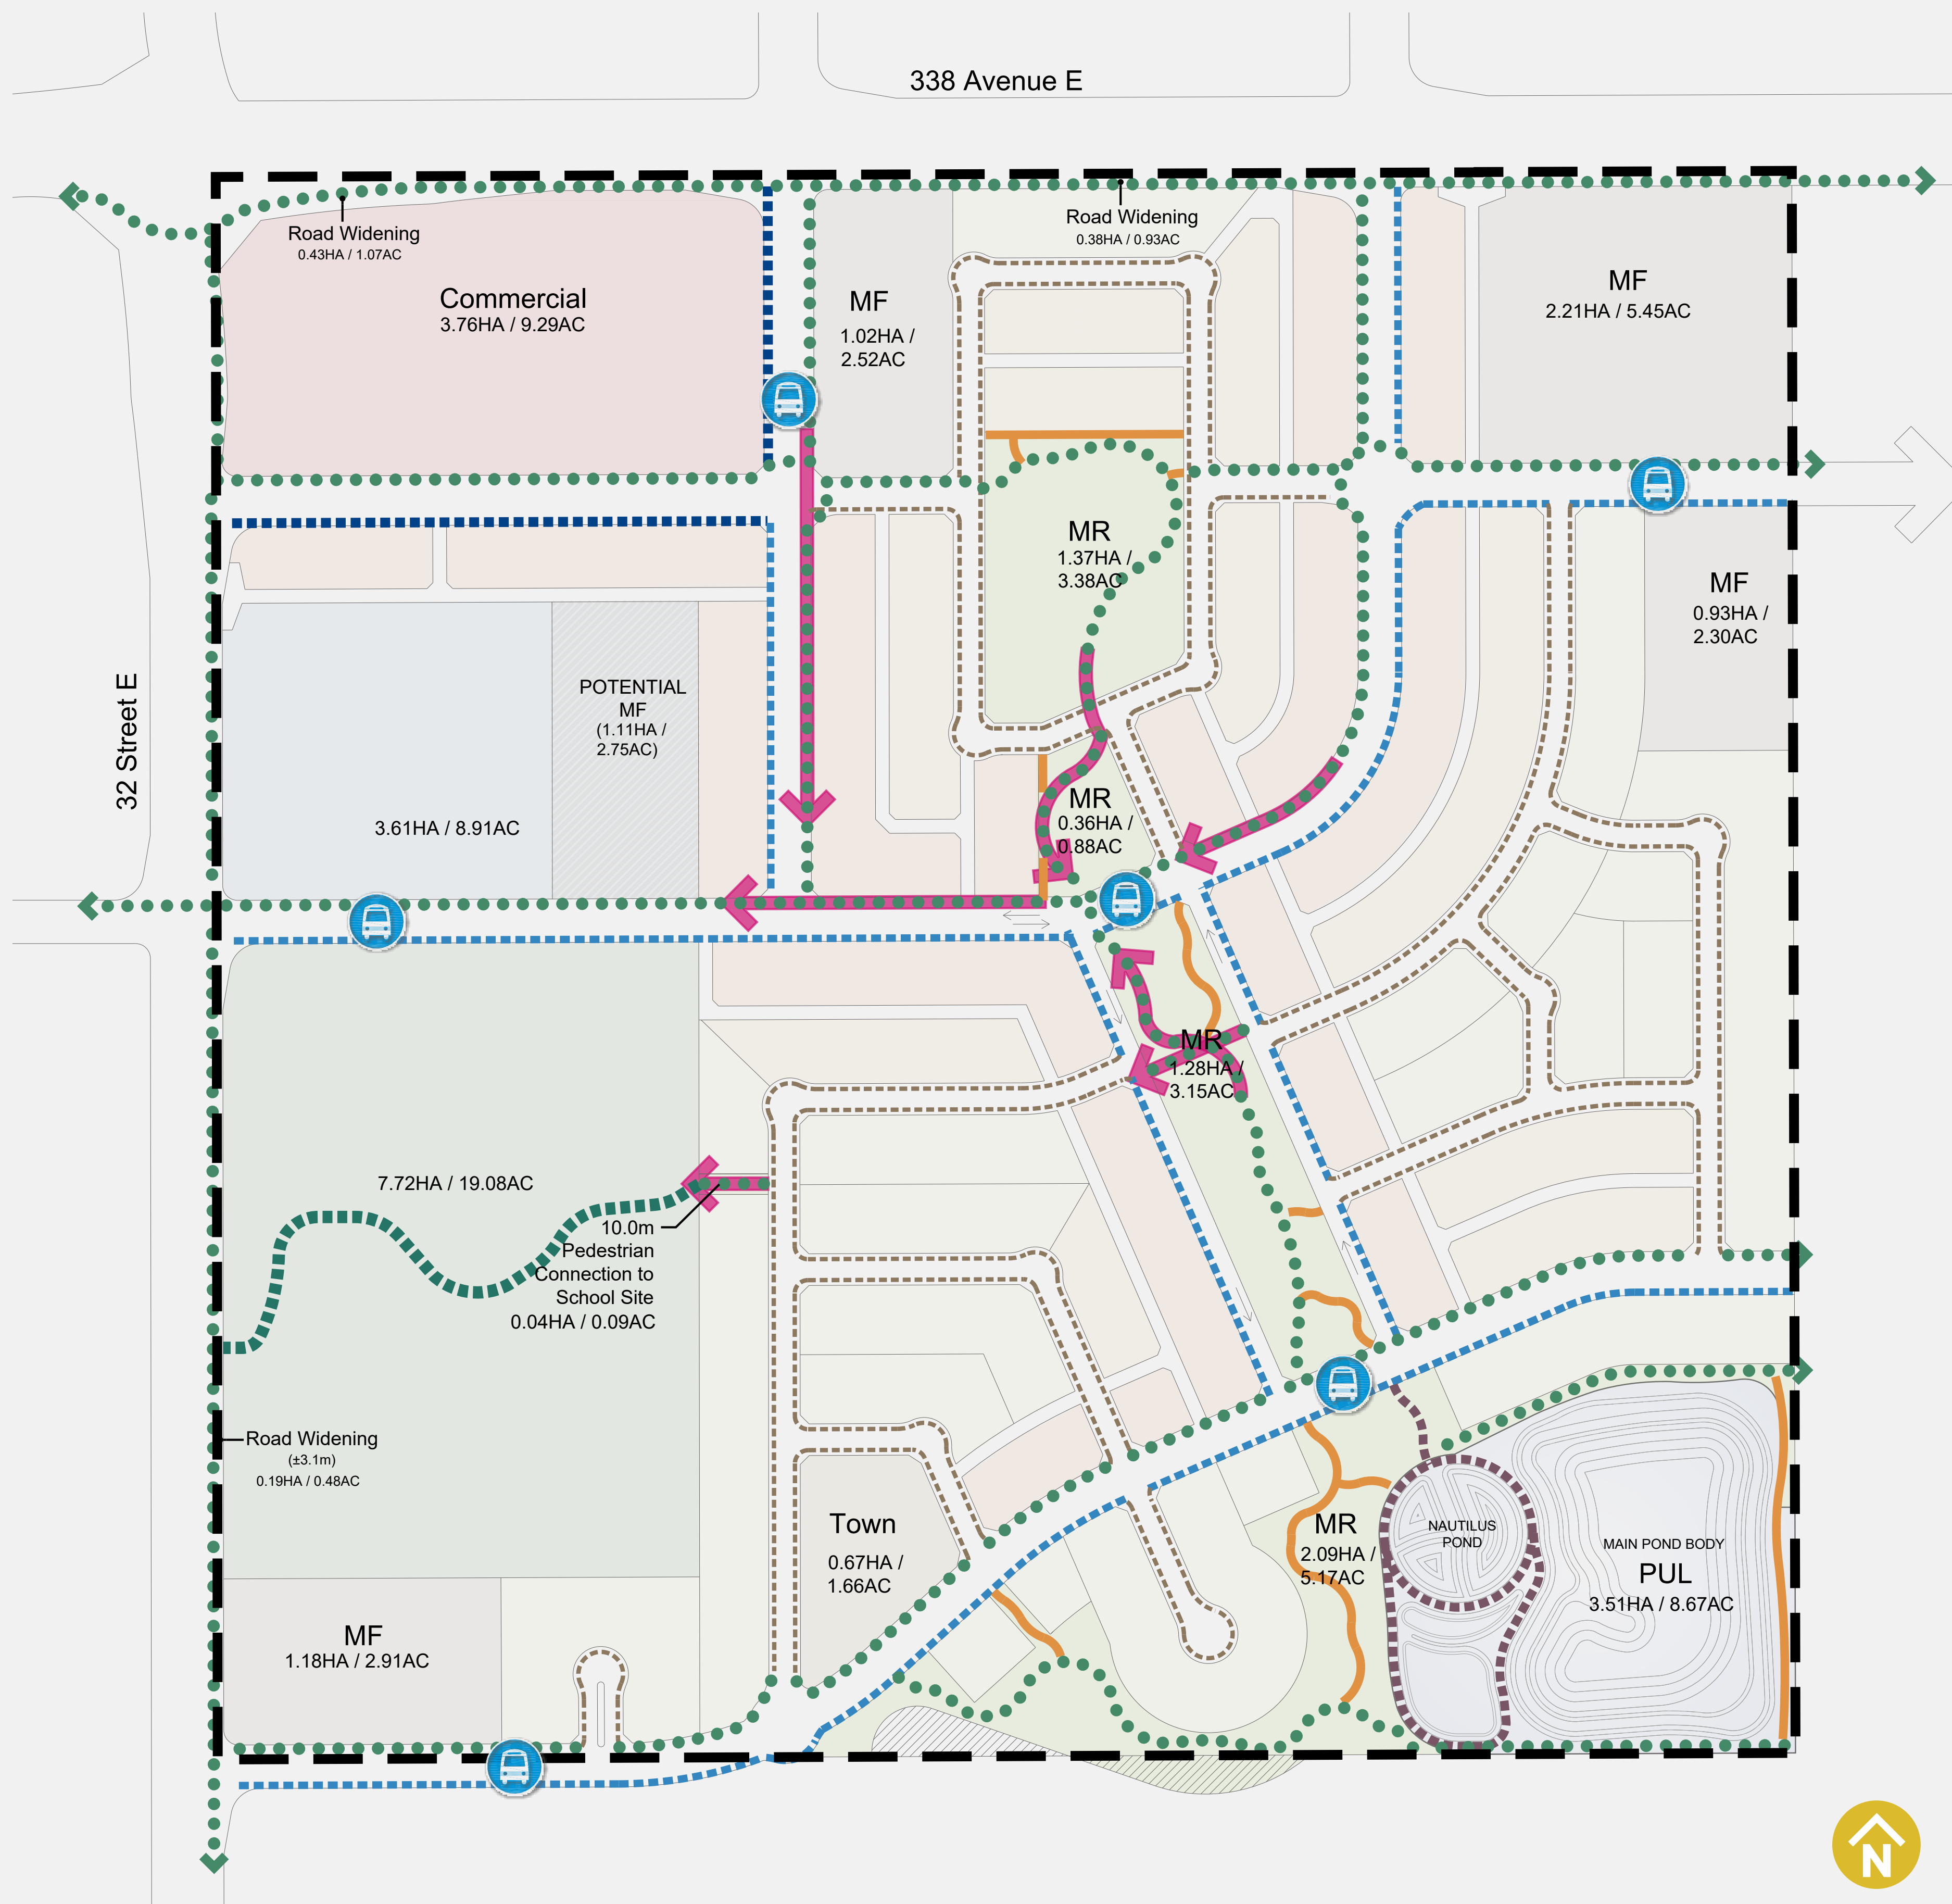 338 Avenue E
Road Widening
0.43HA / 1.07AC
Road Widening
0.38HA / 0.93AC
Commercial
3.76HA / 9.29AC
MF
1.02HA /
2.52AC
MF
2.21HA / 5.45AC
MR
1.37HA /
3.38AC
MF
0.93HA /
2.30AC
32 Street E
POTENTIAL
MF
(1.11HA /
2.75AC)
3.61HA / 8.91AC
MR
0.36HA /
0.88AC
MR
1.28HA /
3.15AC
7.72HA / 19.08AC
10.0m
Pedestrian
Connection to
School Site
0.04HA / 0.09AC
Road Widening
(±3.1m)
0.19HA / 0.48AC
Town
0.67HA /
1.66AC
MR
2.09HA /
5.17AC
NAUTILUS
POND
MAIN POND BODY
PUL
3.51HA / 8.67AC
MF
1.18HA / 2.91AC
N